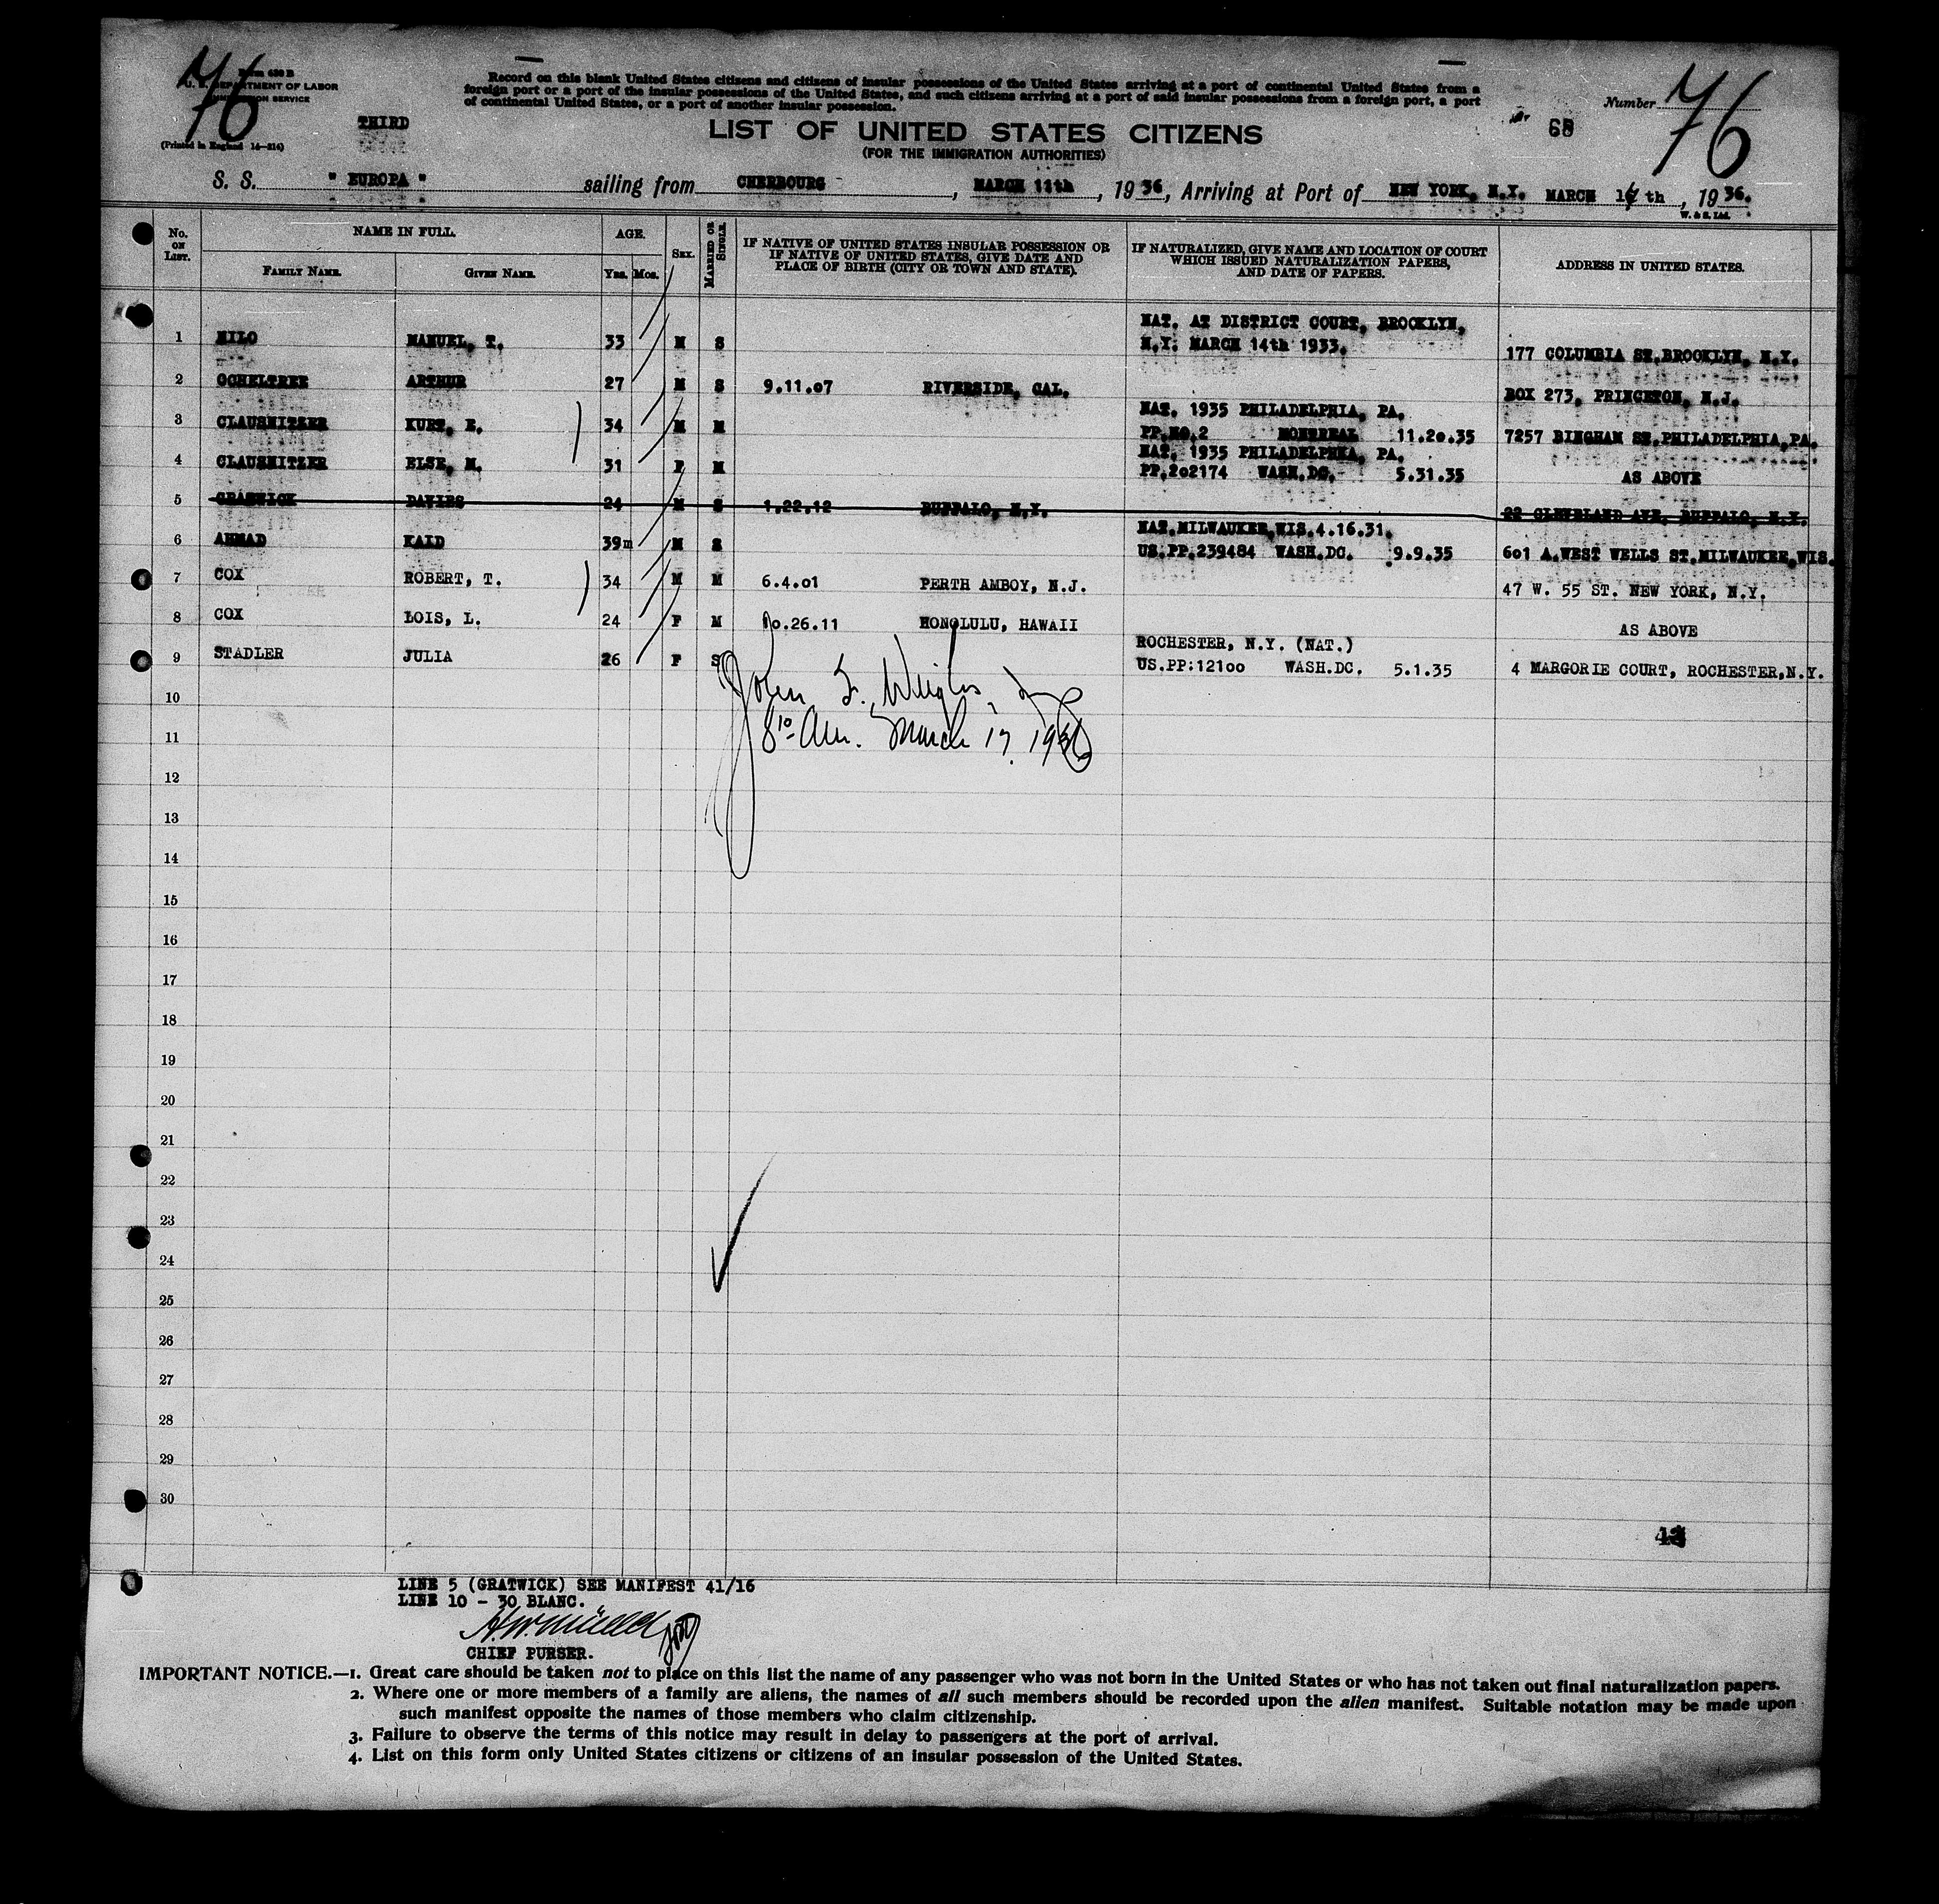 76
Form 630 B
U. S. DEPARTMENT OF LABOR
(Printed in England 14—214)
THIRD
Record on this blank United States citizens and citizens of insular possessions of the United States arriving at a port of continental United States from a
foreign port or a port of the insular possessions of the United States, and such citizens arriving at a port of said insular possessions from a foreign port, a port
of continental United States, or a port of another insular possession.
Number 76
68
LIST OF UNITED STATES CITIZENS
(FOR THE IMMIGRATION AUTHORITIES)
S. S. " EUROPA " sailing from CHERBOURG , MARCH 11th , 1936, Arriving at Port of NEW YORK, N.Y. MARCH 17th , 1936.
W. & S. Ltd.
No. ON LIST. NAME IN FULL. AGE. SEX. MARRIED OR SINGLE. IF NATIVE OF UNITED STATES INSULAR POSSESSION OR IF NATIVE OF UNITED STATES, GIVE DATE AND PLACE OF BIRTH (CITY OR TOWN AND STATE). IF NATURALIZED, GIVE NAME AND LOCATION OF COURT WHICH ISSUED NATURALIZATION PAPERS, AND DATE OF PAPERS. ADDRESS IN UNITED STATES.
FAMILY NAME. GIVEN NAME. Yrs. Mos.
NAT. AT DISTRICT COURT, BROOKLYN,
1 MILO MANUEL, T. 33 M S N.Y. MARCH 14th 1933. 177 COLUMBIA ST.BROOKLYN, N.Y.
2 OCHELTREE ARTHUR 27 M S 9.11.07 RIVERSIDE, CAL. BOX 273, PRINCETON, N.J.
NAT. 1935 PHILADELPHIA, PA.
3 CLAUSNITZER KURT, E. 34 M M PP.NO.2 MONTREAL 11.20.35 7257 BINGHAM ST.PHILADELPHIA,PA.
NAT. 1935 PHILADELPHIA, PA.
4 CLAUSNITZER ELSE, M. 31 F M PP.202174 WASH.DC. 5.31.35 AS ABOVE
5 GRATWICK DAVIES 24 M S 1.22.12 BUFFALO, N.Y. 22 CLEVELAND AVE. BUFFALO, N.Y.
NAT.MILWAUKEE,WIS.4.16.31.
6 AHMAD KAID 39m M S US.PP.239484 WASH.DC. 9.9.35 601 A.WEST WELLS ST.MILWAUKEE,WIS.
7 COX ROBERT, T. 34 M M 6.4.01 PERTH AMBOY, N.J. 47 W. 55 ST. NEW YORK, N.Y.
8 COX LOIS, L. 24 F M 10.26.11 HONOLULU, HAWAII AS ABOVE
ROCHESTER, N.Y. (NAT.)
9 STADLER JULIA 26 F S US.PP:12100 WASH.DC. 5.1.35 4 MARGORIE COURT, ROCHESTER,N.Y.
John
8 10 Am. March 17. 1936
10
11
12
13
14
15
16
17
18
19
20
21
22
23
24
25
26
27
28
29
30
LINE 5 (GRATWICK) SEE MANIFEST 41/16
LINE 10 - 30 BLANC.
CHIEF PURSER.
IMPORTANT NOTICE.—1. Great care should be taken not to place on this list the name of any passenger who was not born in the United States or who has not taken out final naturalization papers.
2. Where one or more members of a family are aliens, the names of all such members should be recorded upon the alien manifest. Suitable notation may be made upon
such manifest opposite the names of those members who claim citizenship.
3. Failure to observe the terms of this notice may result in delay to passengers at the port of arrival.
4. List on this form only United States citizens or citizens of an insular possession of the United States.